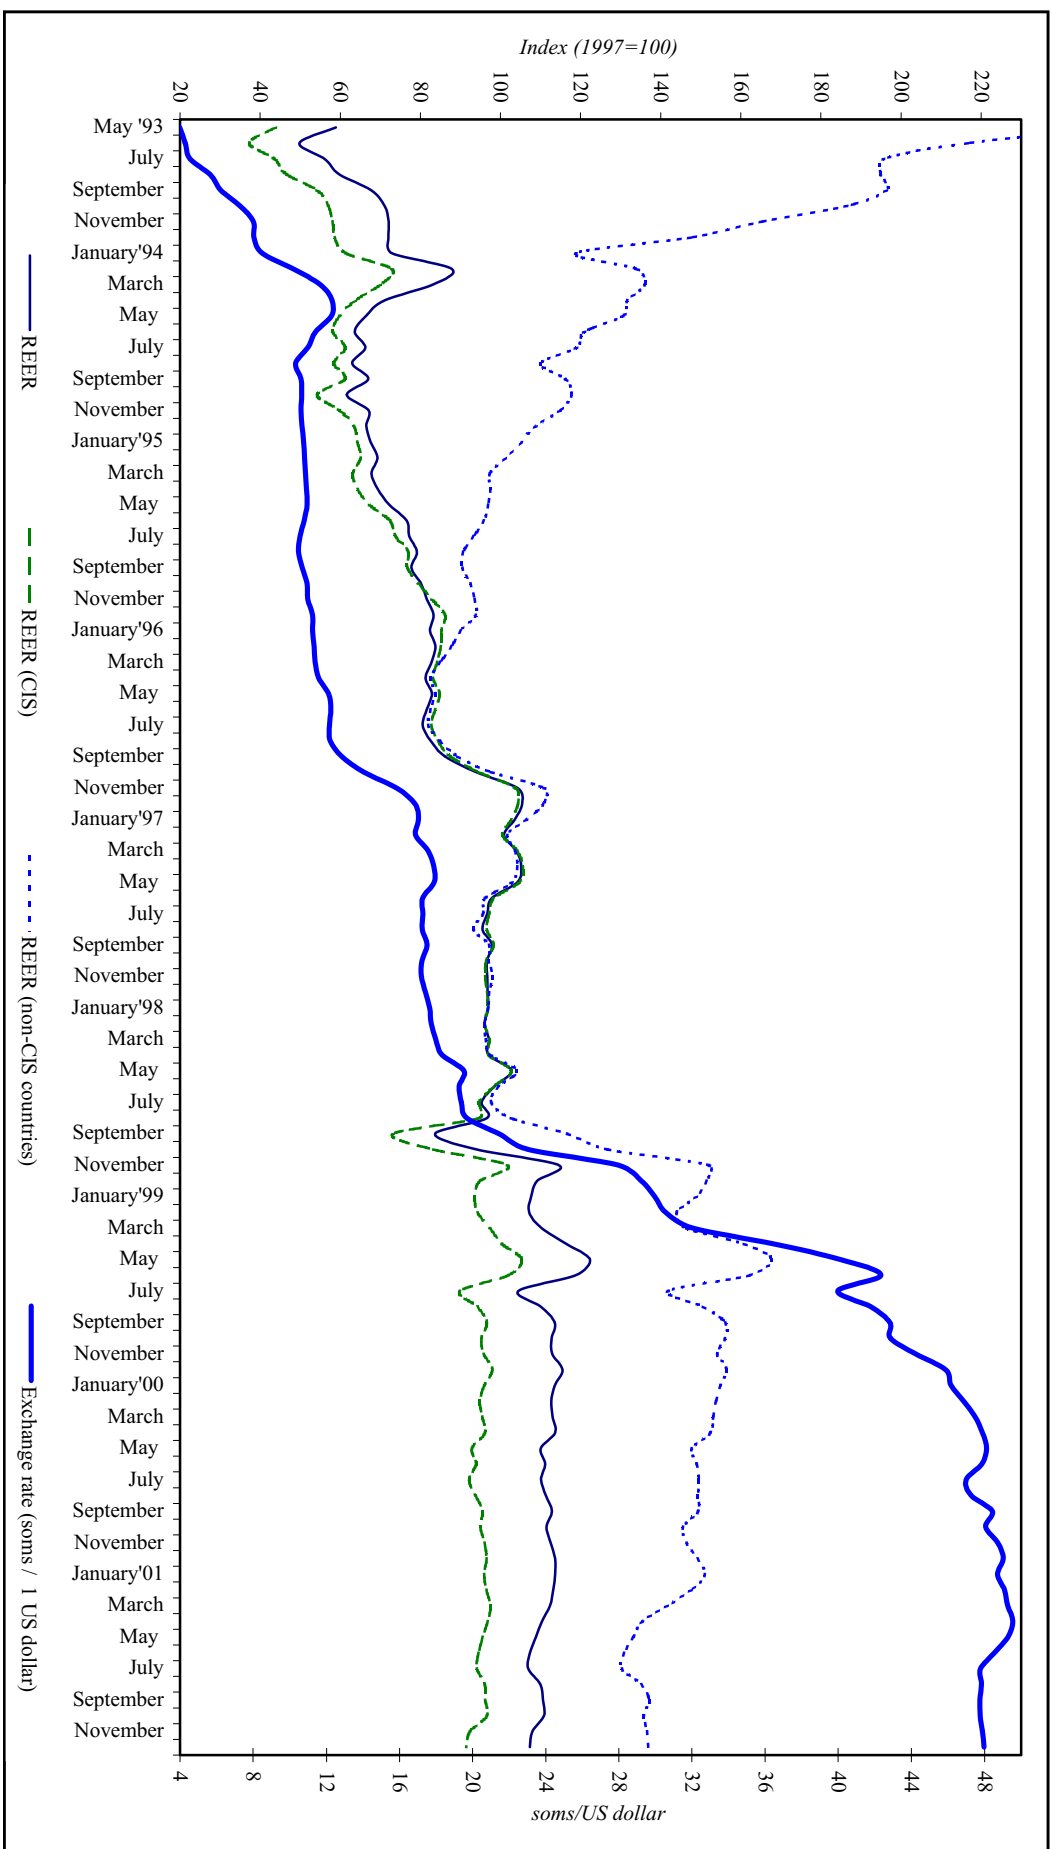 Index (1997=100)
20
40
60
80
100
120
140
160
180
200
220
May '93
July
September
November
January'94
March
May
July
September
November
January'95
March
May
July
September
November
January'96
March
May
July
September
November
January'97
March
May
July
September
November
January'98
March
May
July
September
November
January'99
March
May
July
September
November
January'00
March
May
July
September
November
January'01
March
May
July
September
November
4
8
12
16
20
24
28
32
36
40
44
48
soms/US dollar
REER
REER (CIS)
REER (non-CIS countries)
Exchange rate (soms / 1 US dollar)